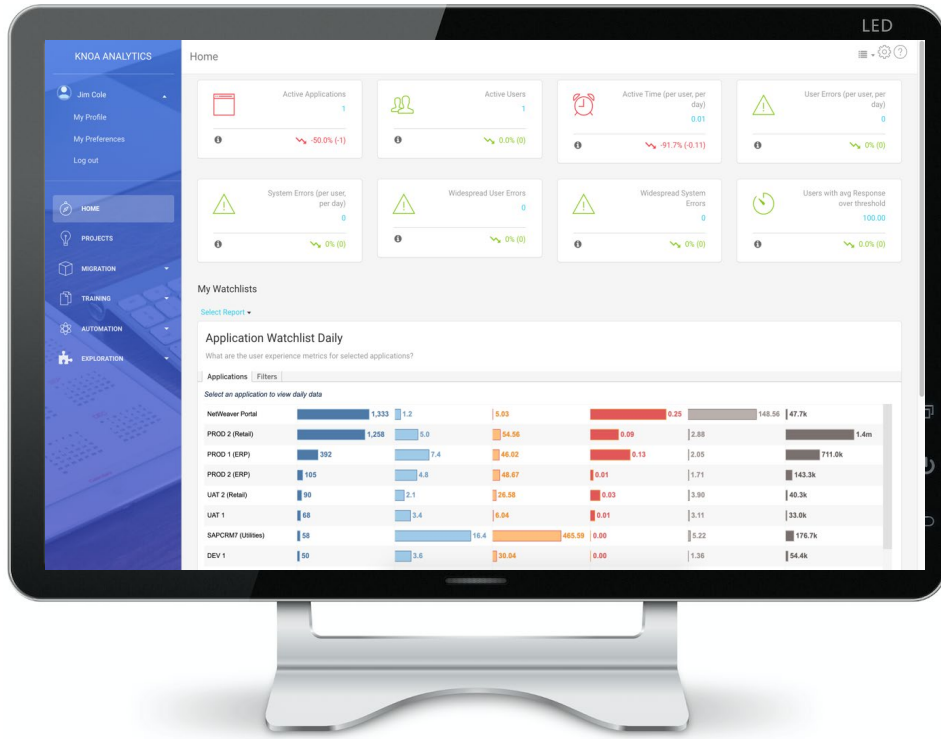 LED
KNOA ANALYTICS
Home
Jim Cole
My Profile
My Preferences
Log out
HOME
PROJECTS
MIGRATION
TRAINING
AUTOMATION
EXPLORATION
Active Applications
1
-50.0% (-1)
Active Users
1
0.0% (0)
Active Time (per user, per
day)
0.01
-91.7% (-0.11)
User Errors (per user, per
day)
0
0% (0)
System Errors (per user,
per day)
0
0% (0)
Widespread User Errors
0
0% (0)
Widespread System
Errors
0
0% (0)
Users with avg Response
over threshold
100.00
0.0% (0)
My Watchlists
Select Report
Application Watchlist Daily
What are the user experience metrics for selected applications?
Applications Filters
Select an application to view daily data
NetWeaver Portal 1,333 1.2 5.03 0.25 148.56 47.7k
PROD 2 (Retail) 1,258 5.0 54.56 0.09 2.88 1.4m
PROD 1 (ERP) 392 7.4 46.02 0.13 2.05 711.0k
PROD 2 (ERP) 105 4.8 48.67 0.01 1.71 143.3k
UAT 2 (Retail) 90 2.1 26.58 0.03 3.90 40.3k
UAT 1 68 3.4 6.04 0.01 3.11 33.0k
SAPCRM7 (Utilities) 58 16.4 465.59 0.00 5.22 176.7k
DEV 1 50 3.6 30.04 0.00 1.36 54.4k